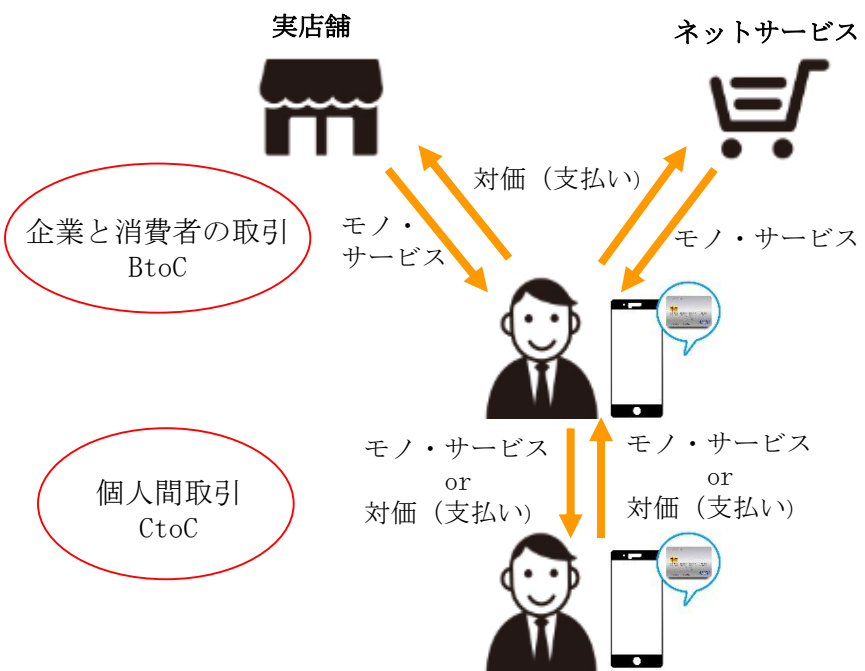 実店舗
ネットサービス
対価（支払い）
企業と消費者の取引
BtoC
モノ・
サービス
モノ・サービス
モノ・サービス
or
対価（支払い）
モノ・サービス
or
対価（支払い）
個人間取引
CtoC